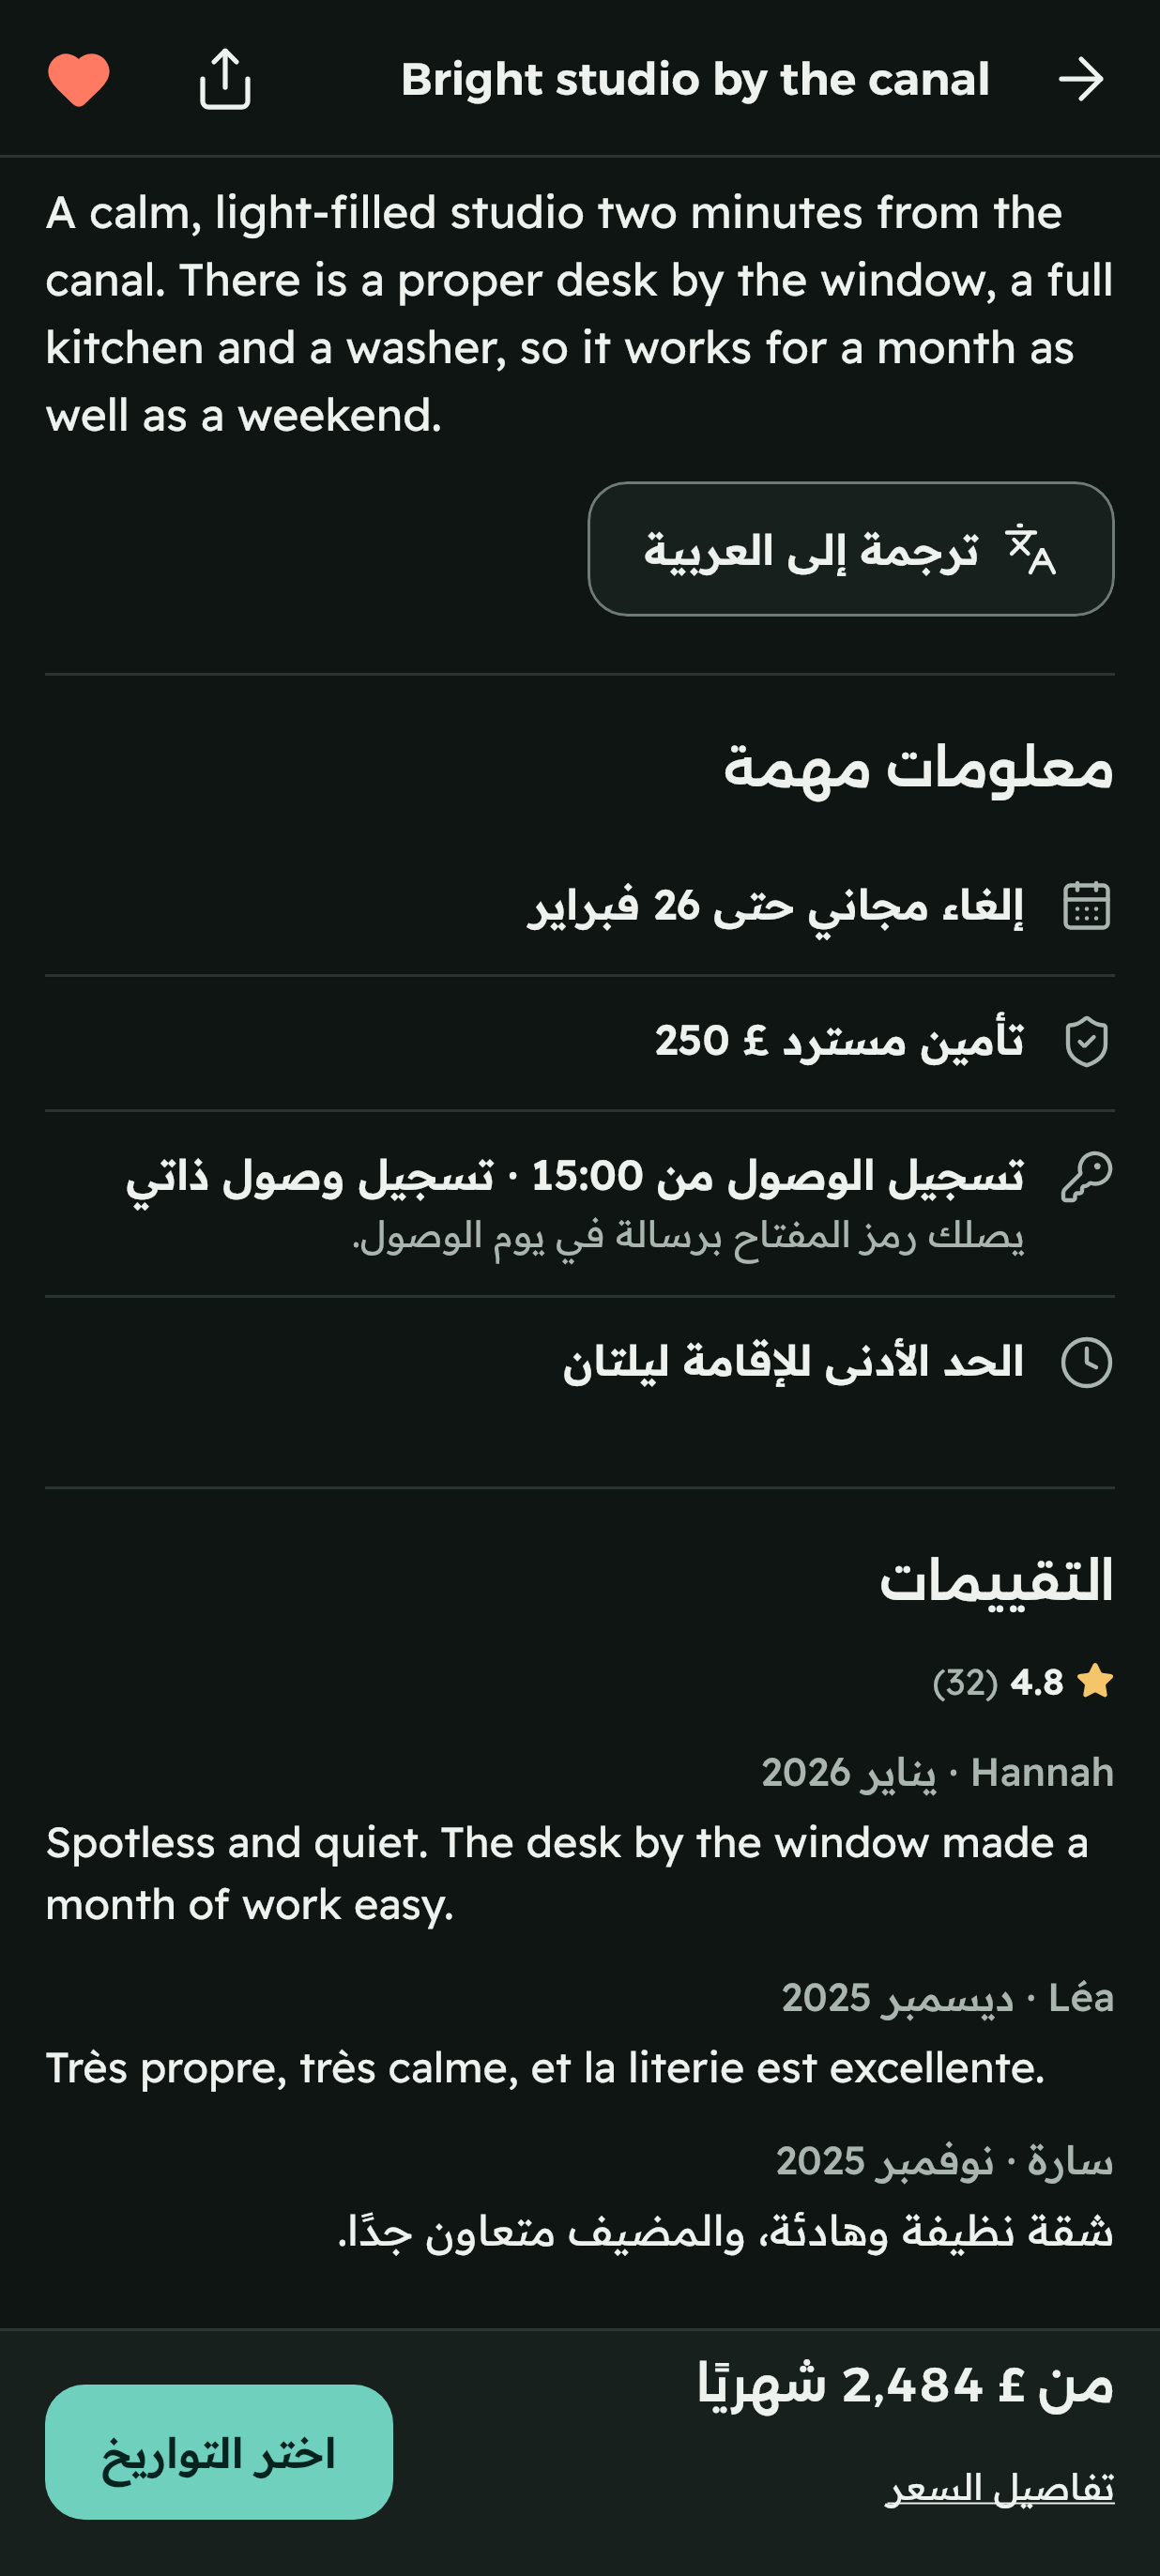 Bright studio by the canal
A calm, light-filled studio two minutes from the
canal. There is a proper desk by the window, a full
kitchen and a washer, so it works for a month as
well as a weekend.
ترجمة إلى العربية
معلومات مهمة
إلغاء مجاني حتى 26 فبراير
تأمين مسترد £ 250
تسجيل الوصول من 15:00 · تسجيل وصول ذاتي
يصلك رمز المفتاح برسالة في يوم الوصول.
الحد الأدنى للإقامة ليلتان
التقييمات
4.8 (32)
Hannah · يناير 2026
Spotless and quiet. The desk by the window made a
month of work easy.
Léa · ديسمبر 2025
Très propre, très calme, et la literie est excellente.
سارة · نوفمبر 2025
شقة نظيفة وهادئة، والمضيف متعاون جدًا.
من £ 2,484 شهريًا
تفاصيل السعر
اختر التواريخ